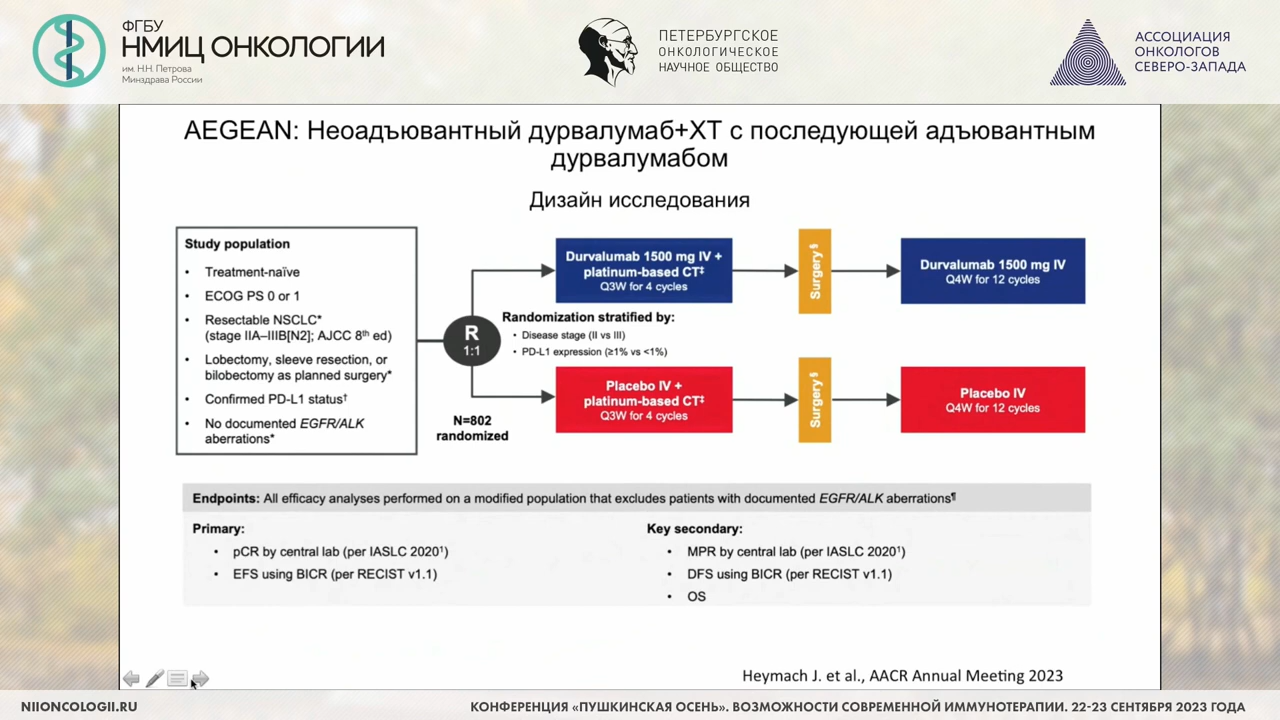 ФГБУ
НМИЦ ОНКОЛОГИИ
им. Н.Н. Петрова
Минздрава России
ПЕТЕРБУРГСКОЕ
ОНКОЛОГИЧЕСКОЕ
НАУЧНОЕ ОБЩЕСТВО
АССОЦИАЦИЯ
ОНКОЛОГОВ
СЕВЕРО-ЗАПАДА
AEGEAN: Неоадъювантный дурвалумаб+ХТ с последующей адъювантным
дурвалумабом
Дизайн исследования
Study population
• Treatment-naïve
• ECOG PS 0 or 1
• Resectable NSCLC*
(stage IIA–IIIB[N2]; AJCC 8th ed)
• Lobectomy, sleeve resection, or
bilobectomy as planned surgery*
• Confirmed PD-L1 status†
• No documented EGFR/ALK
aberrations*
R
1:1
N=802
randomized
Durvalumab 1500 mg IV +
platinum-based CT‡
Q3W for 4 cycles
Surgery§
Durvalumab 1500 mg IV
Q4W for 12 cycles
Randomization stratified by:
• Disease stage (II vs III)
• PD-L1 expression (≥1% vs <1%)
Placebo IV +
platinum-based CT‡
Q3W for 4 cycles
Surgery§
Placebo IV
Q4W for 12 cycles
Endpoints: All efficacy analyses performed on a modified population that excludes patients with documented EGFR/ALK aberrations¶
Primary:
• pCR by central lab (per IASLC 2020¹)
• EFS using BICR (per RECIST v1.1)
Key secondary:
• MPR by central lab (per IASLC 2020¹)
• DFS using BICR (per RECIST v1.1)
• OS
Heymach J. et al., AACR Annual Meeting 2023
NIIONCOLOGII.RU
КОНФЕРЕНЦИЯ «ПУШКИНСКАЯ ОСЕНЬ». ВОЗМОЖНОСТИ СОВРЕМЕННОЙ ИММУНОТЕРАПИИ. 22-23 СЕНТЯБРЯ 2023 ГОДА